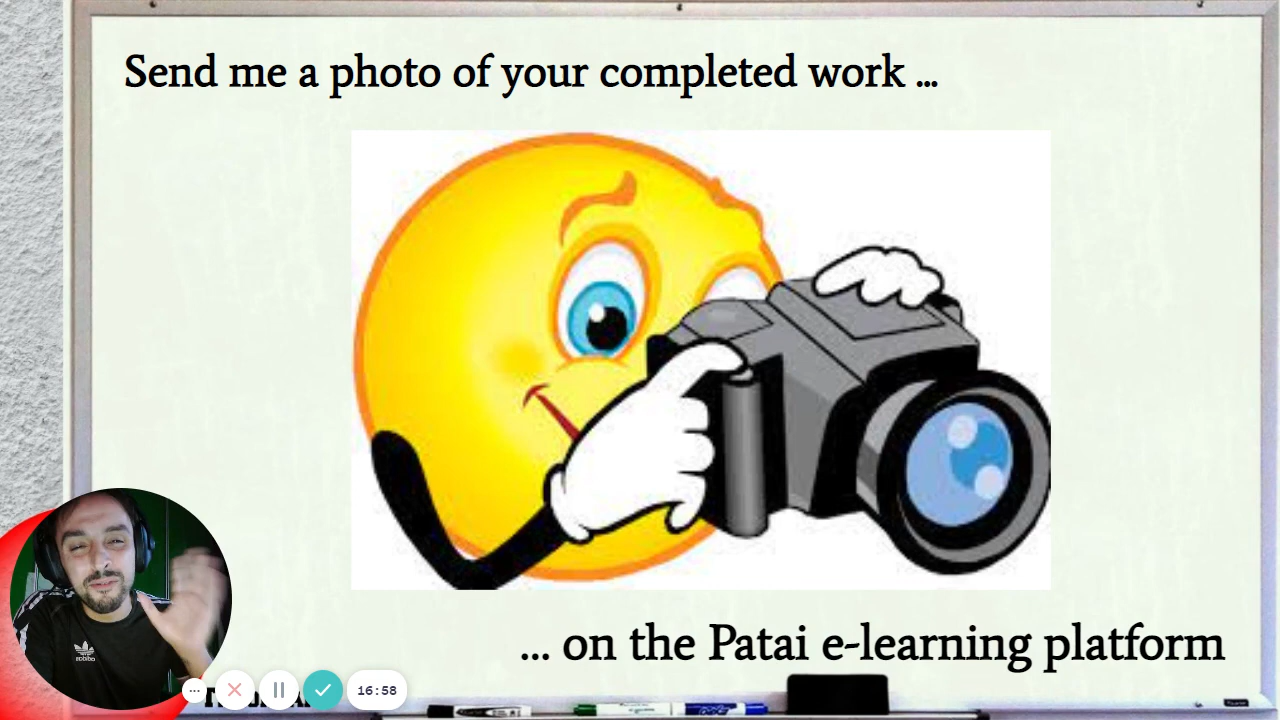 Send me a photo of your completed work ...
... on the Patai e-learning platform
16:58